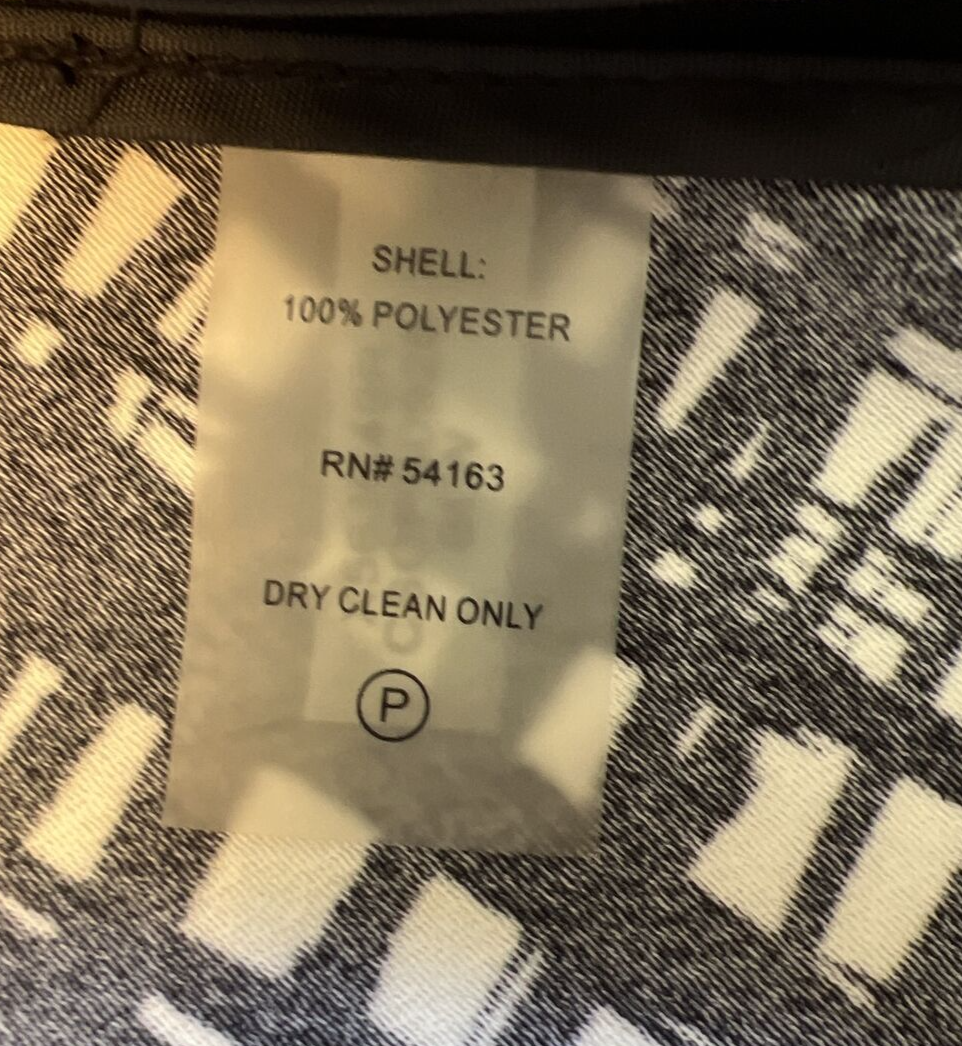 SHELL:
100% POLYESTER
RN# 54163
DRY CLEAN ONLY
P